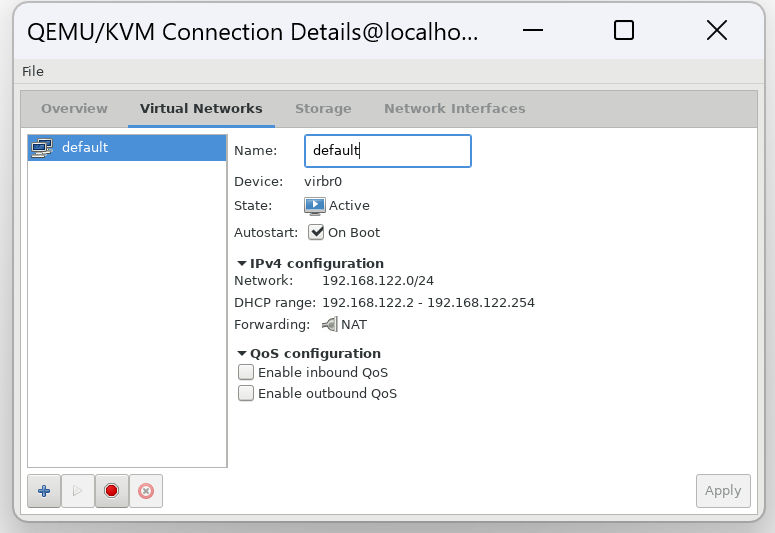 QEMU/KVM Connection Details@localho...
File
Overview Virtual Networks Storage Network Interfaces
default
Name: default
Device: virbr0
State: Active
Autostart: On Boot
IPv4 configuration
Network: 192.168.122.0/24
DHCP range: 192.168.122.2 - 192.168.122.254
Forwarding: NAT
QoS configuration
Enable inbound QoS
Enable outbound QoS
Apply